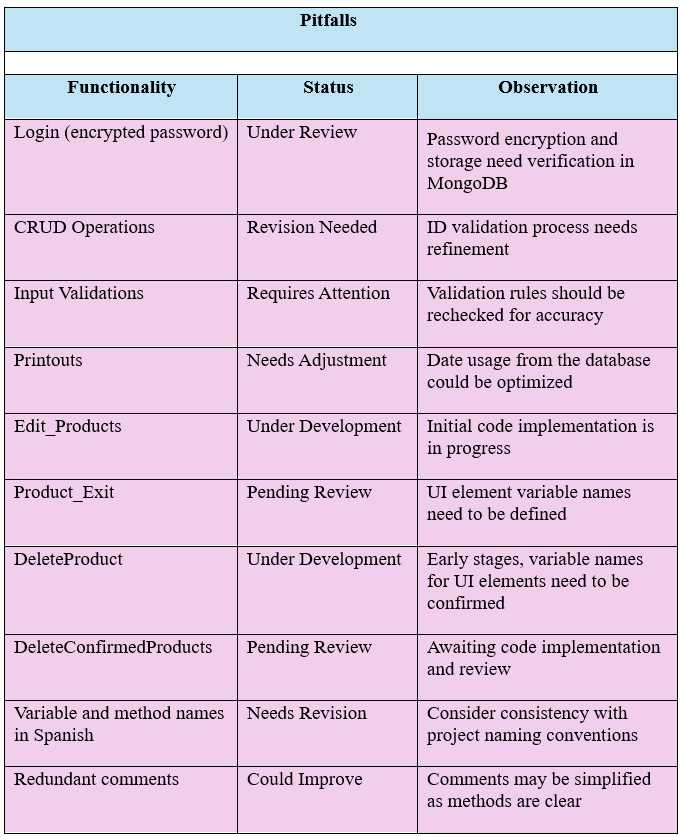 Pitfalls
Functionality
Status
Observation
Login (encrypted password)
Under Review
Password encryption and
storage need verification in
MongoDB
CRUD Operations
Revision Needed
ID validation process needs
refinement
Input Validations
Requires Attention
Validation rules should be
rechecked for accuracy
Printouts
Needs Adjustment
Date usage from the database
could be optimized
Edit_Products
Under Development
Initial code implementation is
in progress
Product_Exit
Pending Review
UI element variable names
need to be defined
DeleteProduct
Under Development
Early stages, variable names
for UI elements need to be
confirmed
DeleteConfirmedProducts
Pending Review
Awaiting code implementation
and review
Variable and method names
in Spanish
Needs Revision
Consider consistency with
project naming conventions
Redundant comments
Could Improve
Comments may be simplified
as methods are clear